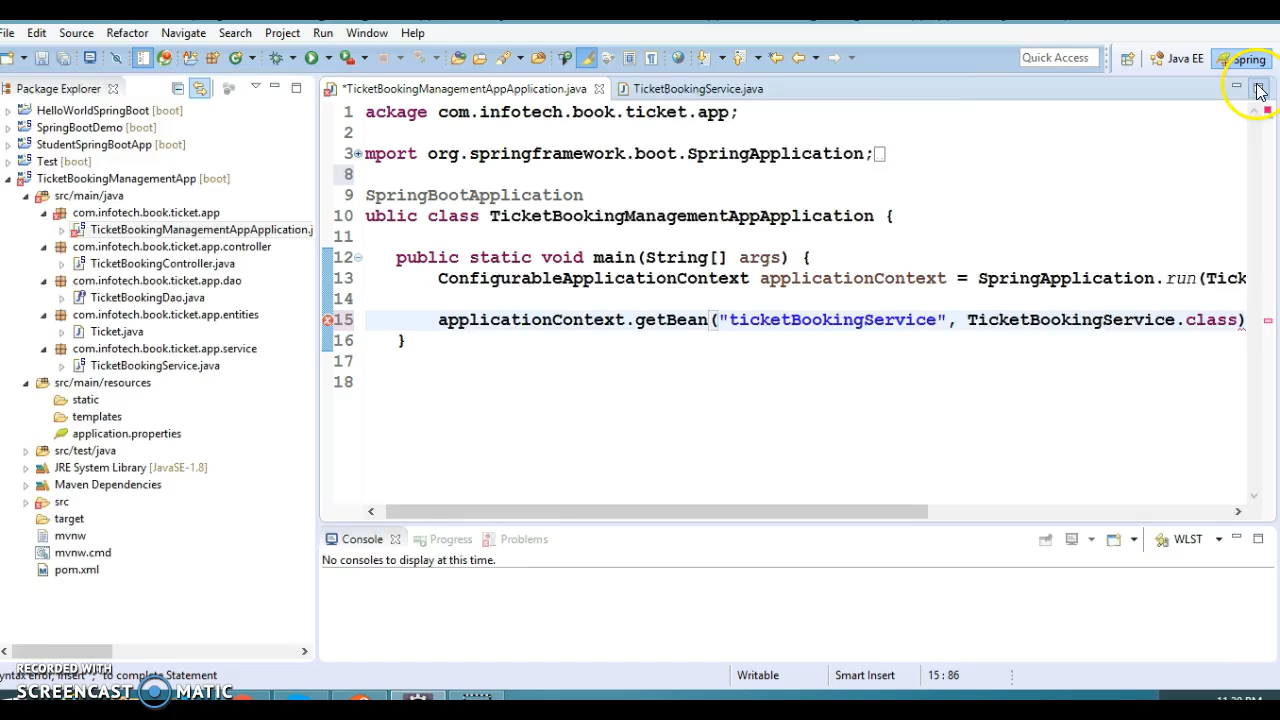 File Edit Source Refactor Navigate Search Project Run Window Help
Quick Access Java EE Spring
Package Explorer
HelloWorldSpringBoot [boot]
SpringBootDemo [boot]
StudentSpringBootApp [boot]
Test [boot]
TicketBookingManagementApp [boot]
src/main/java
com.infotech.book.ticket.app
TicketBookingManagementAppApplication.j
com.infotech.book.ticket.app.controller
TicketBookingController.java
com.infotech.book.ticket.app.dao
TicketBookingDao.java
com.infotech.book.ticket.app.entities
Ticket.java
com.infotech.book.ticket.app.service
TicketBookingService.java
src/main/resources
static
templates
application.properties
src/test/java
JRE System Library [JavaSE-1.8]
Maven Dependencies
src
target
mvnw
mvnw.cmd
pom.xml
*TicketBookingManagementAppApplication.java TicketBookingService.java
1 ackage com.infotech.book.ticket.app;
2
3 mport org.springframework.boot.SpringApplication;
8
9 SpringBootApplication
10 ublic class TicketBookingManagementAppApplication {
11
12 public static void main(String[] args) {
13 ConfigurableApplicationContext applicationContext = SpringApplication.run(Tick
14
15 applicationContext.getBean("ticketBookingService", TicketBookingService.class)
16 }
17
18
Console Progress Problems WLST
No consoles to display at this time.
RECORDED WITH
SCREENCAST MATIC
yntax error, insert ";" to complete Statement Writable Smart Insert 15 : 86